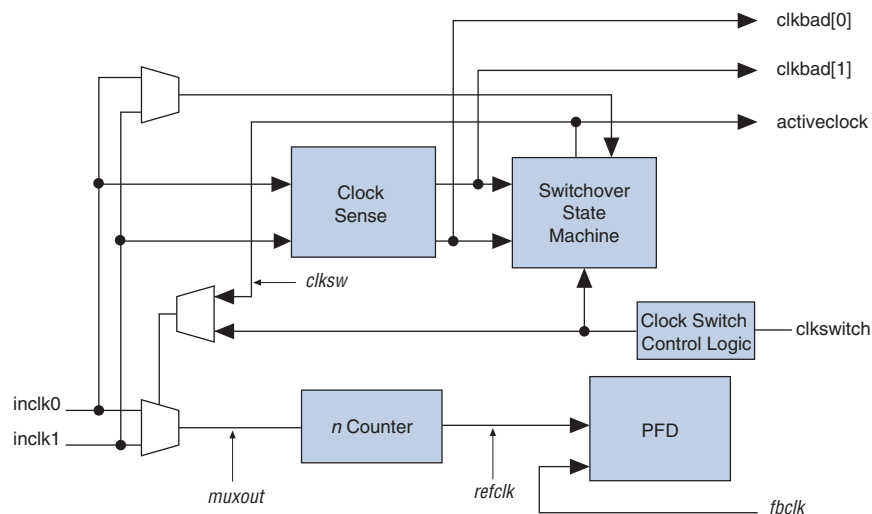 clkbad[0]
clkbad[1]
activeclock
Clock
Sense
Switchover
State
Machine
clksw
Clock Switch
Control Logic
clkswitch
inclk0
inclk1
n Counter
PFD
muxout
refclk
fbclk